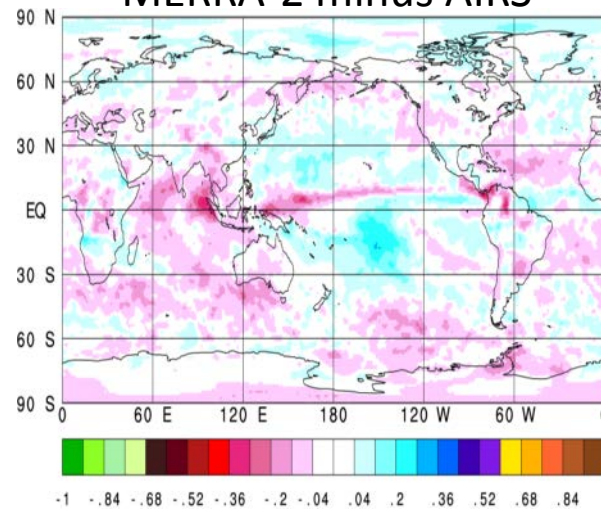 MERRA-2 minus AIRS
90 N
60 N
30 N
EQ
30 S
60 S
90 S
0 60 E 120 E 180 120 W 60 W 0
-1 -.84 -.68 -.52 -.36 -.2 -.04 .04 .2 .36 .52 .68 .84